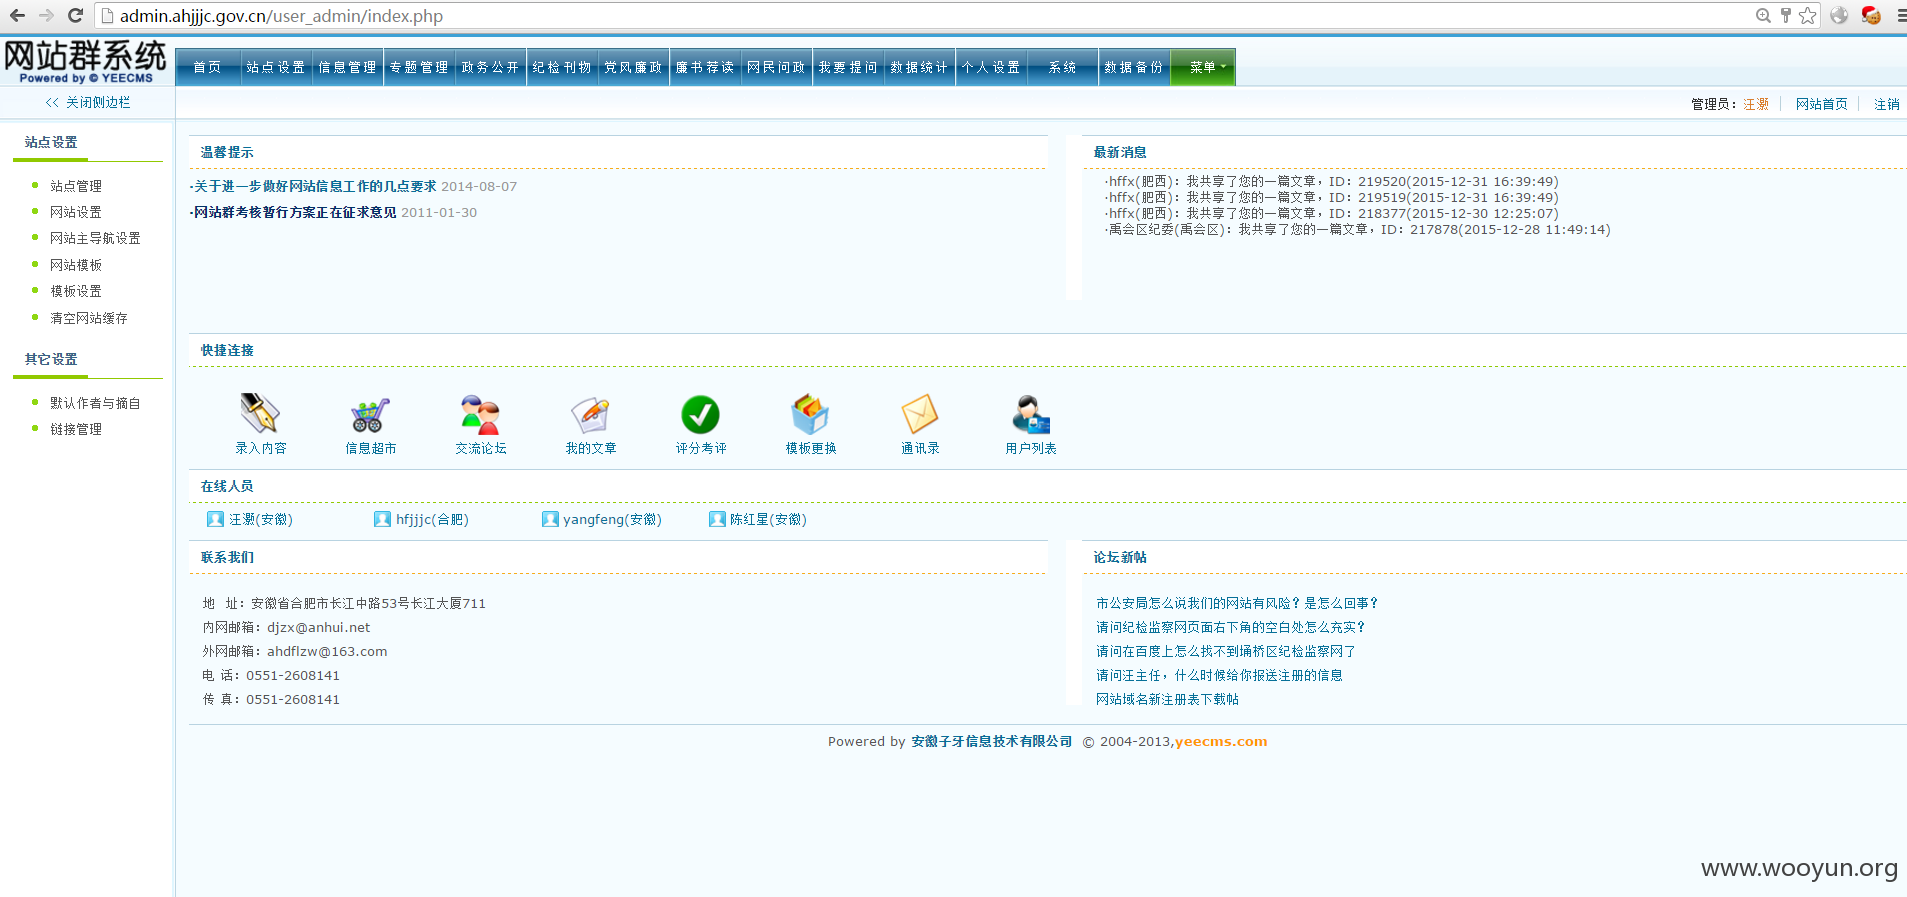 admin.ahjjjc.gov.cn/user_admin/index.php
网站群系统
Powered by © YEECMS
首页 站点设置 信息管理 专题管理 政务公开 纪检刊物 党风廉政 廉书荐读 网民问政 我要提问 数据统计 个人设置 系统 数据备份 菜单
<< 关闭侧边栏
管理员：汪灏 网站首页 注销
站点设置
站点管理
网站设置
网站主导航设置
网站模板
模板设置
清空网站缓存
其它设置
默认作者与摘自
链接管理
温馨提示
·关于进一步做好网站信息工作的几点要求 2014-08-07
·网站群考核暂行方案正在征求意见 2011-01-30
最新消息
·hffx(肥西)：我共享了您的一篇文章，ID：219520(2015-12-31 16:39:49)
·hffx(肥西)：我共享了您的一篇文章，ID：219519(2015-12-31 16:39:49)
·hffx(肥西)：我共享了您的一篇文章，ID：218377(2015-12-30 12:25:07)
·禹会区纪委(禹会区)：我共享了您的一篇文章，ID：217878(2015-12-28 11:49:14)
快捷连接
录入内容 信息超市 交流论坛 我的文章 评分考评 模板更换 通讯录 用户列表
在线人员
汪灏(安徽) hfjjjc(合肥) yangfeng(安徽) 陈红星(安徽)
联系我们
地 址：安徽省合肥市长江中路53号长江大厦711
内网邮箱：djzx@anhui.net
外网邮箱：ahdflzw@163.com
电 话：0551-2608141
传 真：0551-2608141
论坛新帖
市公安局怎么说我们的网站有风险？是怎么回事？
请问纪检监察网页面右下角的空白处怎么充实？
请问在百度上怎么找不到埇桥区纪检监察网了
请问汪主任，什么时候给你报送注册的信息
网站域名新注册表下载帖
Powered by 安徽子牙信息技术有限公司 © 2004-2013,yeecms.com
www.wooyun.org